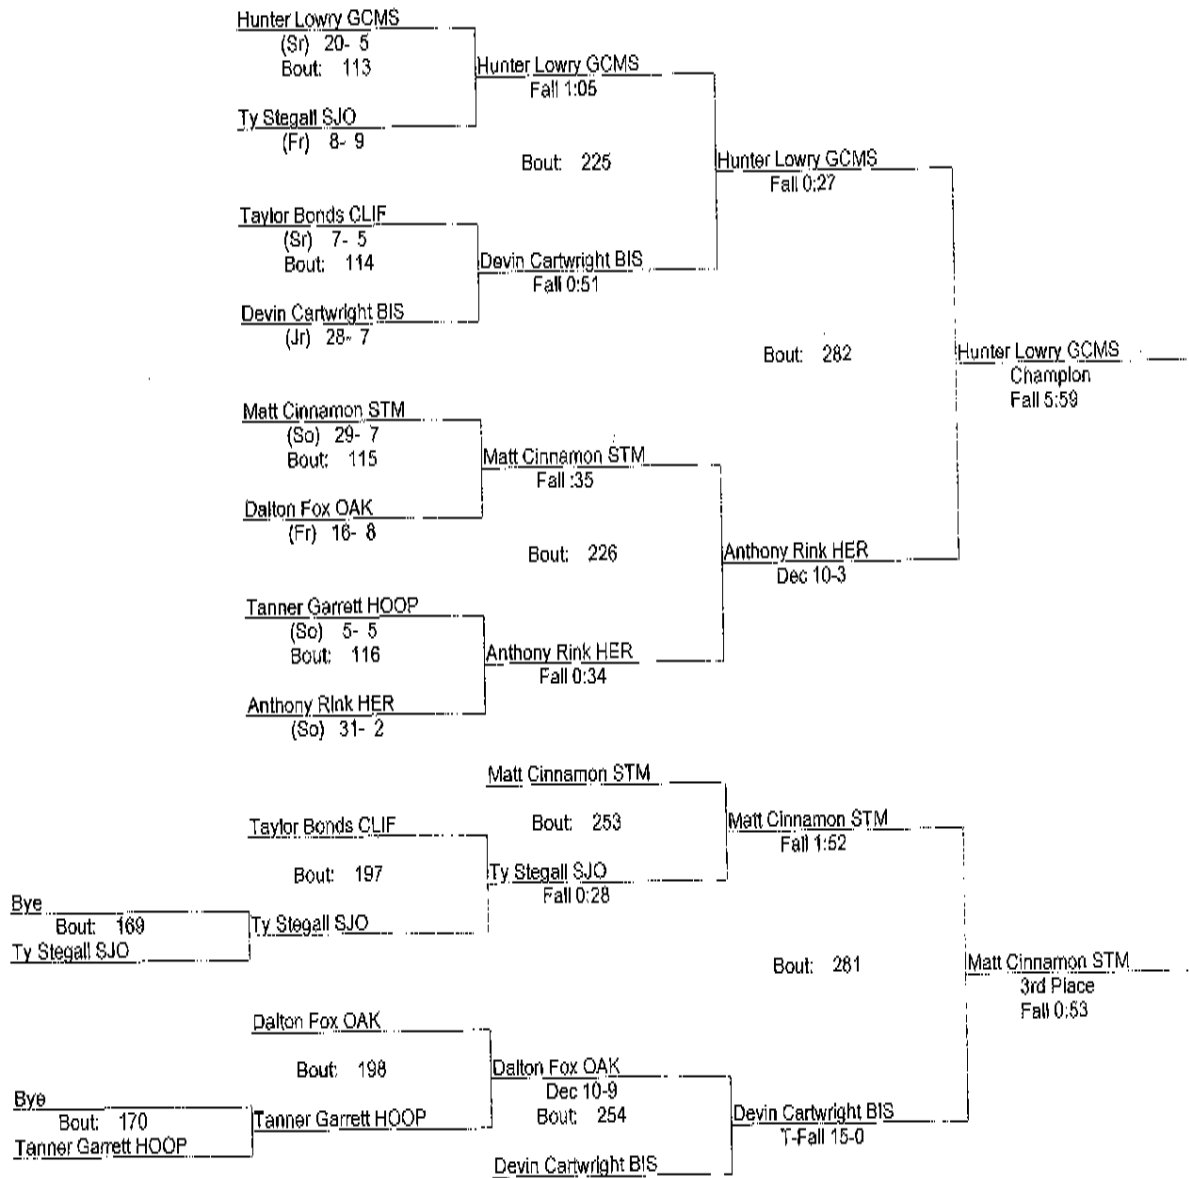 Hunter Lowry GCMS
(Sr) 20- 5
Bout: 113
Hunter Lowry GCMS
Fall 1:05
Ty Stegall SJO
(Fr) 8- 9
Bout: 225
Hunter Lowry GCMS
Fall 0:27
Taylor Bonds CLIF
(Sr) 7- 5
Bout: 114
Devin Cartwright BIS
Fall 0:51
Devin Cartwright BIS
(Jr) 28- 7
Bout: 282
Hunter Lowry GCMS
Champion
Fall 5:59
Matt Cinnamon STM
(So) 29- 7
Bout: 115
Matt Cinnamon STM
Fall :35
Dalton Fox OAK
(Fr) 16- 8
Bout: 226
Anthony Rink HER
Dec 10-3
Tanner Garrett HOOP
(So) 5- 5
Bout: 116
Anthony Rink HER
Fall 0:34
Anthony Rink HER
(So) 31- 2
Matt Cinnamon STM
Bout: 253
Matt Cinnamon STM
Fall 1:52
Taylor Bonds CLIF
Bout: 197
Ty Stegall SJO
Fall 0:28
Bye
Bout: 169
Ty Stegall SJO
Ty Stegall SJO
Bout: 281
Matt Cinnamon STM
3rd Place
Fall 0:53
Dalton Fox OAK
Bout: 198
Dalton Fox OAK
Dec 10-9
Bye
Bout: 170
Tanner Garrett HOOP
Tanner Garrett HOOP
Bout: 254
Devin Cartwright BIS
T-Fall 15-0
Devin Cartwright BIS